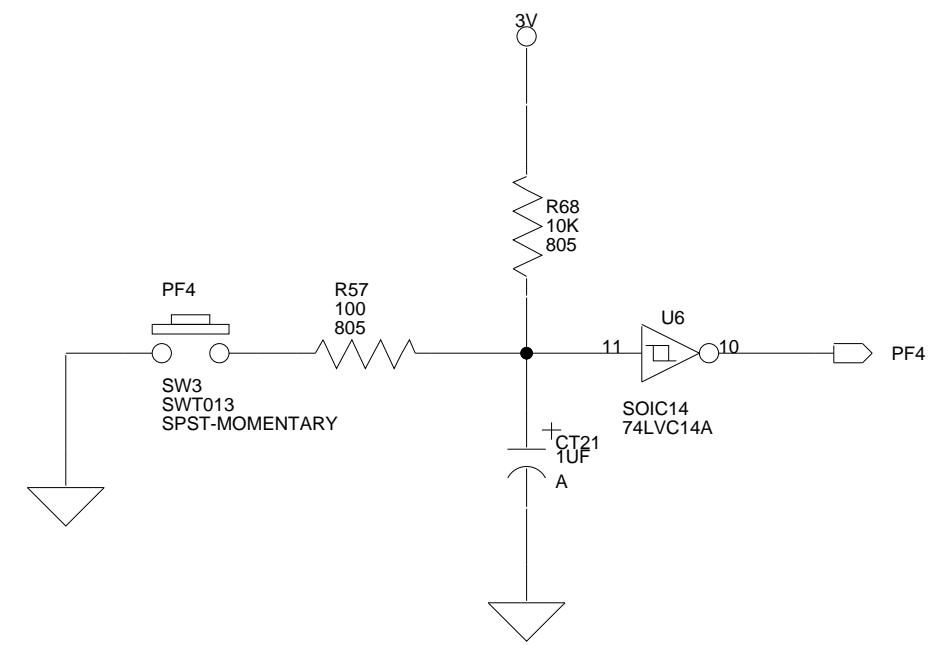 3V
R68
10K
805
PF4
R57
100
805
U6
11
10
PF4
SW3
SWT013
SPST-MOMENTARY
SOIC14
74LVC14A
+
CT21
1UF
A